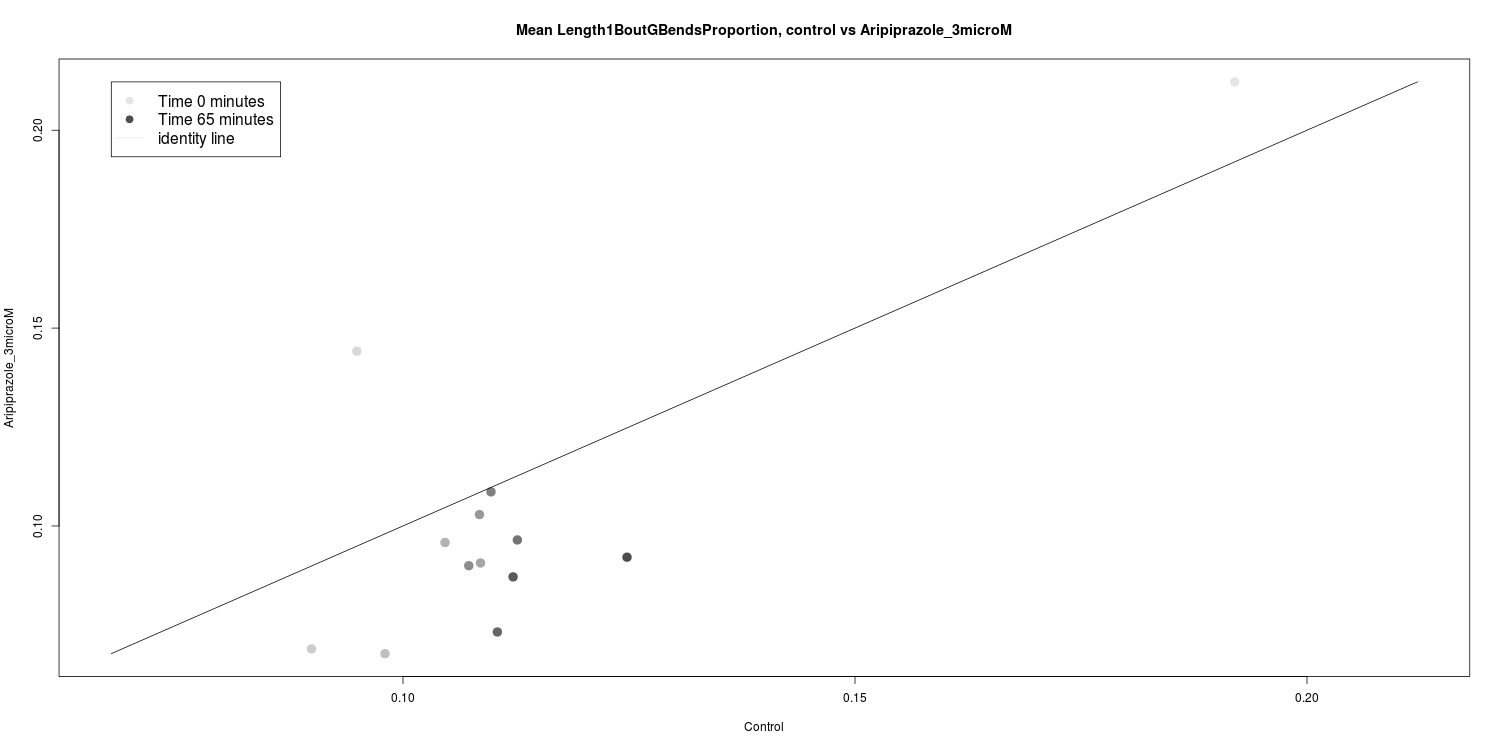 Mean Length1BoutGBendsProportion, control vs Aripiprazole_3microM
Time 0 minutes
Time 65 minutes
identity line
Aripiprazole_3microM
0.20
0.15
0.10
0.10
0.15
0.20
Control